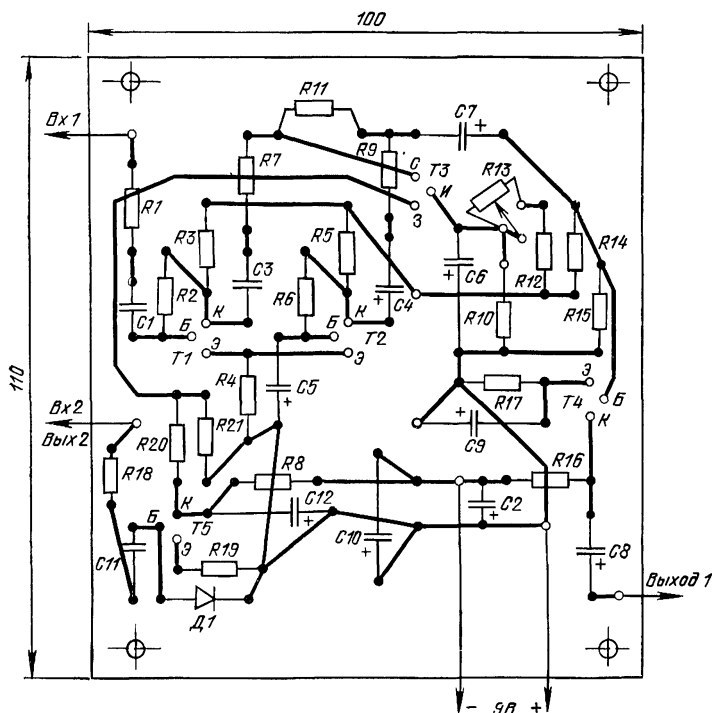 100
110
Вх 1
R11
C7 +
R7
R9
С
Т3
И
R13
З
R1
R3
R5
C3
C6
+
R14
R12
C1
R2
R6
C4
+
R10
R15
К
К
Б
Б
Т1
Э
Т2
Э
R4
C5
+
R17
Э
Т4
Б
К
Вх2
Вых 2
R20
R21
+
C9
R18
R8
R16
К
Т5
C12
+
C10
+
C2
+
Б
Э
C11
R19
C8
+
Выход 1
Д1
- 9В +